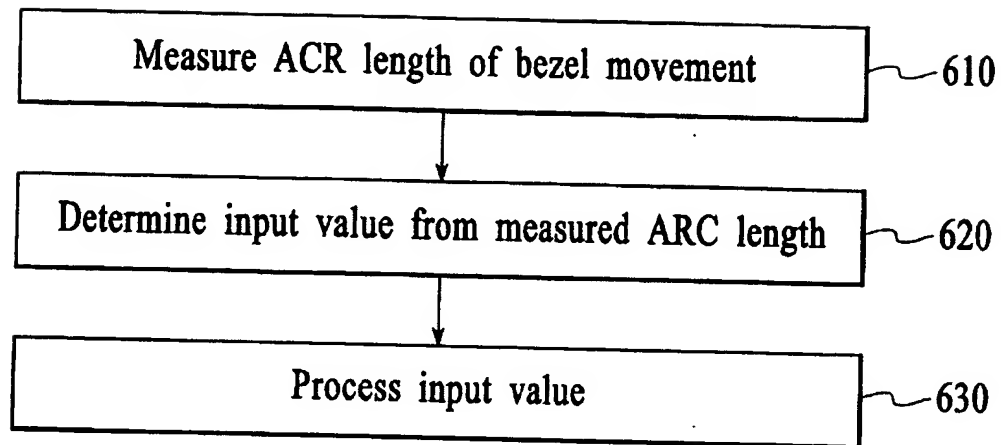 Measure ACR length of bezel movement
610
Determine input value from measured ARC length
620
Process input value
630